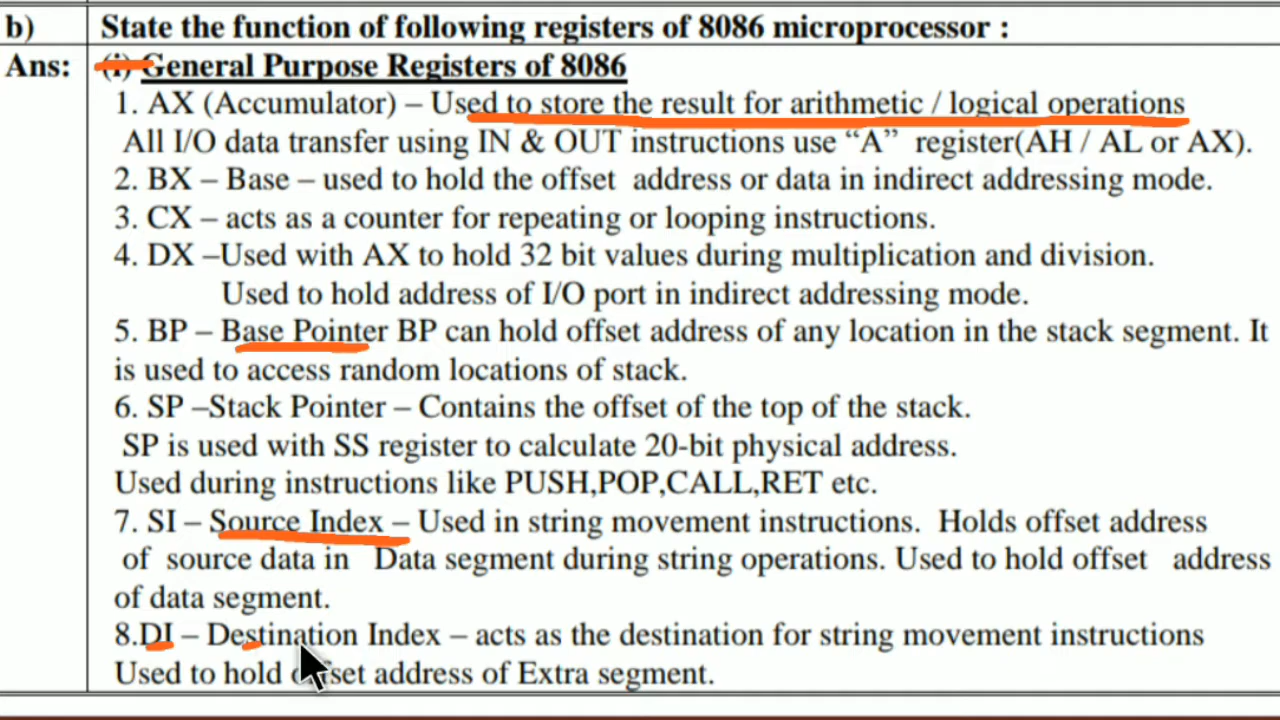 b) State the function of following registers of 8086 microprocessor :
Ans: (i) General Purpose Registers of 8086
1. AX (Accumulator) – Used to store the result for arithmetic / logical operations
All I/O data transfer using IN & OUT instructions use “A” register(AH / AL or AX).
2. BX – Base – used to hold the offset address or data in indirect addressing mode.
3. CX – acts as a counter for repeating or looping instructions.
4. DX –Used with AX to hold 32 bit values during multiplication and division.
Used to hold address of I/O port in indirect addressing mode.
5. BP – Base Pointer BP can hold offset address of any location in the stack segment. It
is used to access random locations of stack.
6. SP –Stack Pointer – Contains the offset of the top of the stack.
SP is used with SS register to calculate 20-bit physical address.
Used during instructions like PUSH,POP,CALL,RET etc.
7. SI – Source Index – Used in string movement instructions. Holds offset address
of source data in Data segment during string operations. Used to hold offset address
of data segment.
8.DI – Destination Index – acts as the destination for string movement instructions
Used to hold offset address of Extra segment.